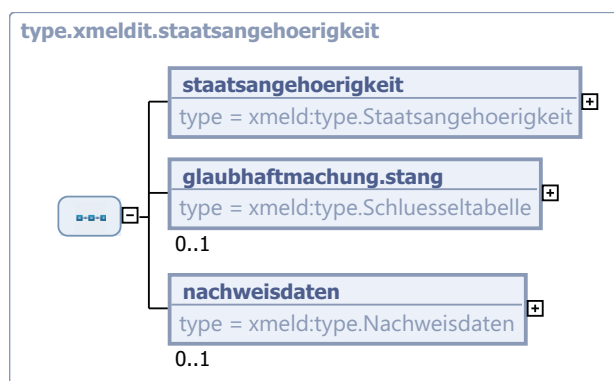 type.xmeldit.staatsangehoerigkeit
staatsangehoerigkeit
type = xmeld:type.Staatsangehoerigkeit
glaubhaftmachung.stang
type = xmeld:type.Schluesseltabelle
0..1
nachweisdaten
type = xmeld:type.Nachweisdaten
0..1